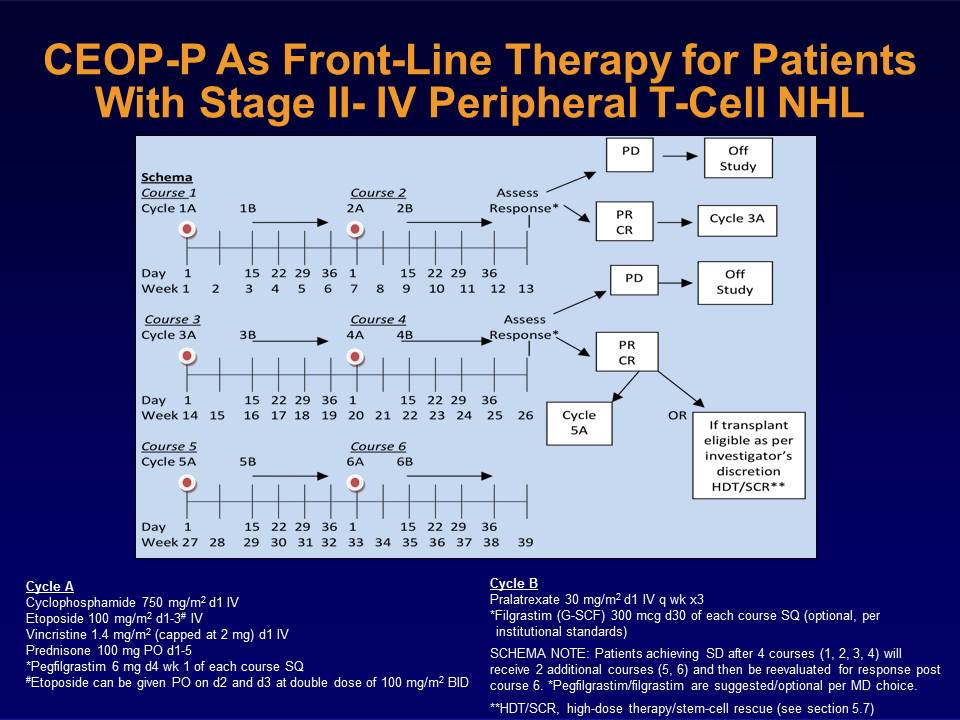 CEOP-P As Front-Line Therapy for Patients
With Stage II- IV Peripheral T-Cell NHL
Schema
Course 1 Course 2 Assess
Cycle 1A 1B 2A 2B Response*
Day 1 15 22 29 36 1 15 22 29 36
Week 1 2 3 4 5 6 7 8 9 10 11 12 13
PD
Off
Study
PR
CR
Cycle 3A
Course 3 Course 4 Assess
Cycle 3A 3B 4A 4B Response*
Day 1 15 22 29 36 1 15 22 29 36
Week 14 15 16 17 18 19 20 21 22 23 24 25 26
PD
Off
Study
PR
CR
Cycle
5A
OR
If transplant
eligible as per
investigator's
discretion
HDT/SCR**
Course 5 Course 6
Cycle 5A 5B 6A 6B
Day 1 15 22 29 36 1 15 22 29 36
Week 27 28 29 30 31 32 33 34 35 36 37 38 39
Cycle A
Cyclophosphamide 750 mg/m2 d1 IV
Etoposide 100 mg/m2 d1-3# IV
Vincristine 1.4 mg/m2 (capped at 2 mg) d1 IV
Prednisone 100 mg PO d1-5
*Pegfilgrastim 6 mg d4 wk 1 of each course SQ
#Etoposide can be given PO on d2 and d3 at double dose of 100 mg/m2 BID
Cycle B
Pralatrexate 30 mg/m2 d1 IV q wk x3
*Filgrastim (G-SCF) 300 mcg d30 of each course SQ (optional, per
institutional standards)
SCHEMA NOTE: Patients achieving SD after 4 courses (1, 2, 3, 4) will
receive 2 additional courses (5, 6) and then be reevaluated for response post
course 6. *Pegfilgrastim/filgrastim are suggested/optional per MD choice.
**HDT/SCR, high-dose therapy/stem-cell rescue (see section 5.7)